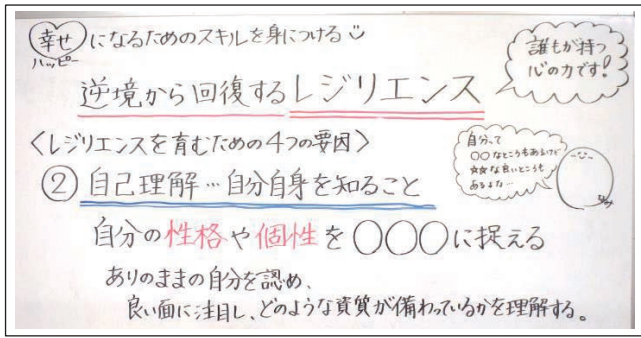 幸せ になるためのスキルを身につける
ハッピー
誰もが持つ
心の力です!
逆境から回復するレジリエンス
〈レジリエンスを育むための4つの要因〉
自分って
○○なところもあるけど
☆☆な良いところも
あるよな…
② 自己理解…自分自身を知ること
自分の性格や個性を○○○に捉える
ありのままの自分を認め、
良い面に注目し、どのような資質が備わっているかを理解する。